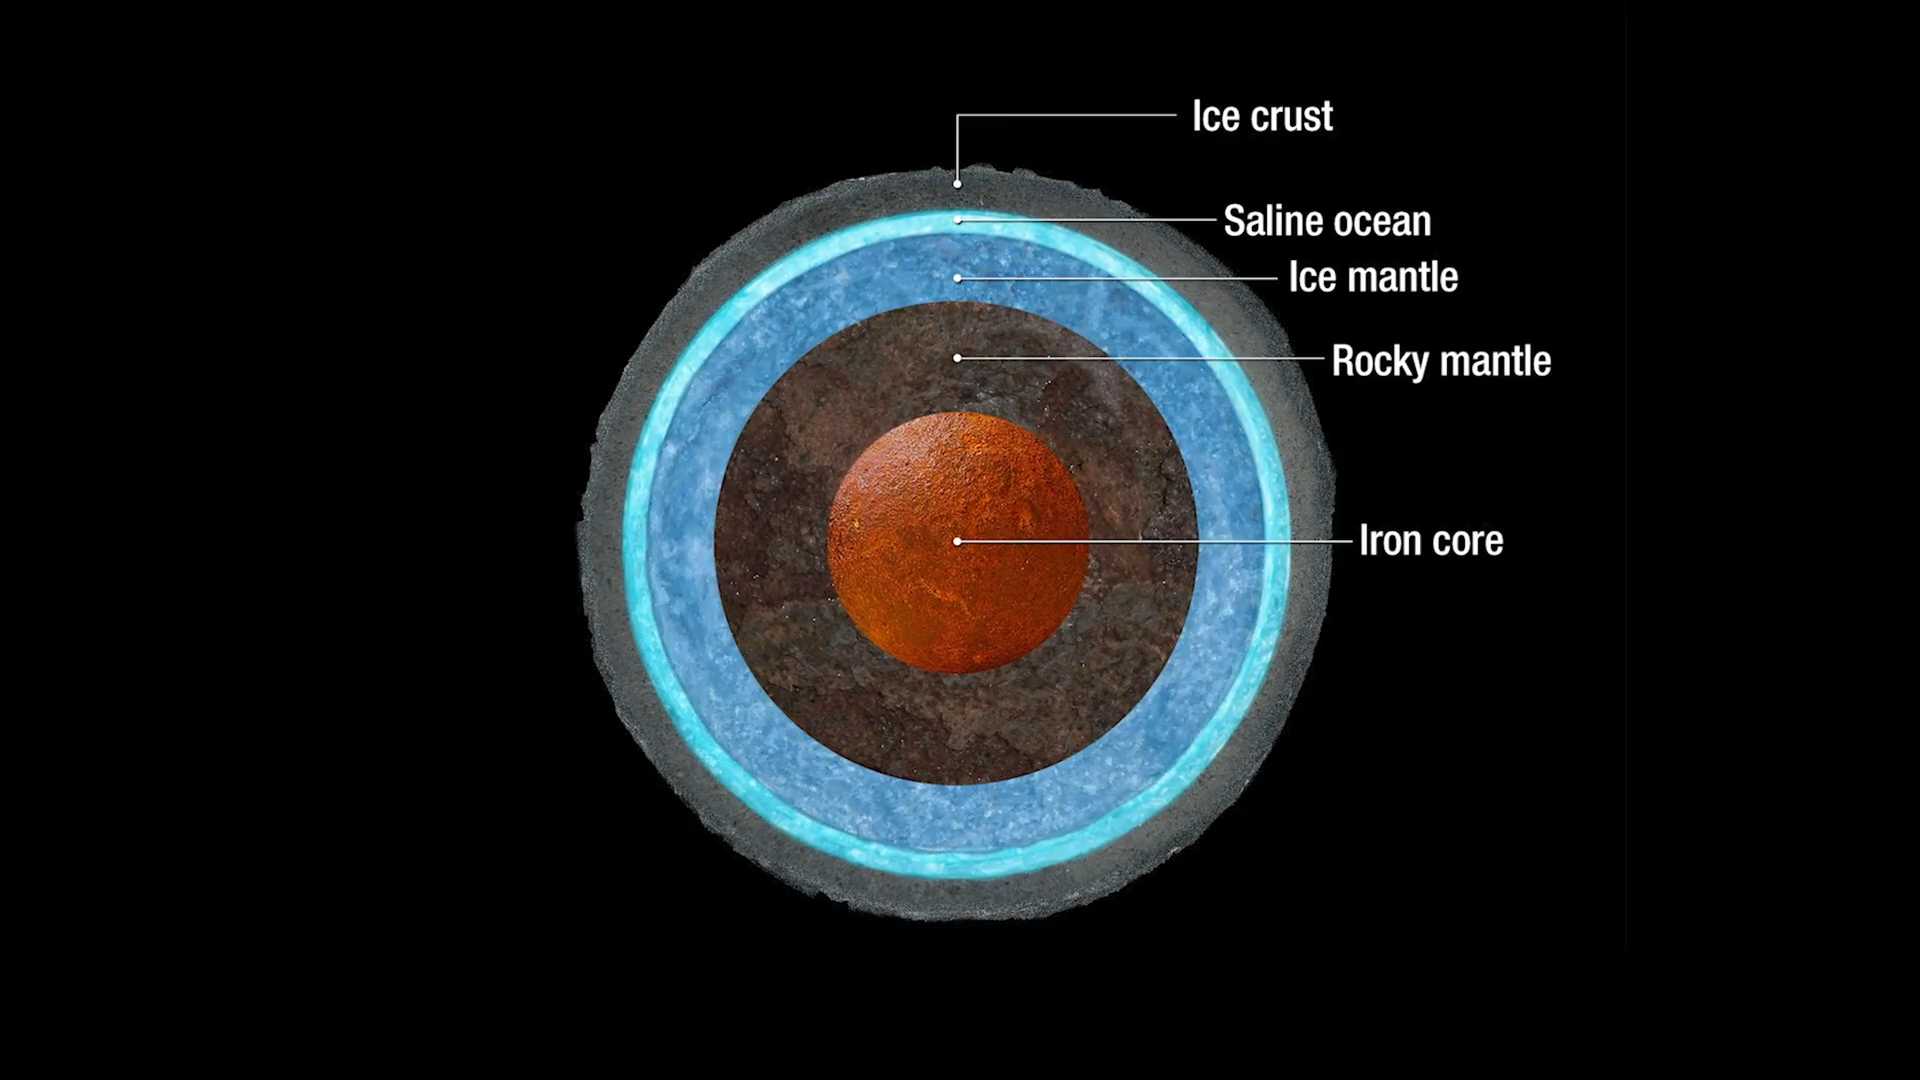 Ice crust
Saline ocean
Ice mantle
Rocky mantle
Iron core